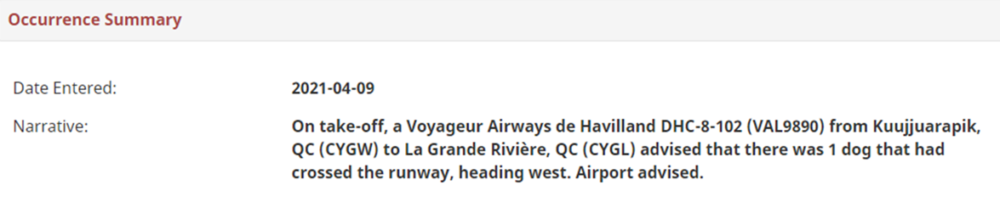 Occurrence Summary
Date Entered: 2021-04-09
Narrative: On take-off, a Voyageur Airways de Havilland DHC-8-102 (VAL9890) from Kuujjuarapik,
QC (CYGW) to La Grande Rivière, QC (CYGL) advised that there was 1 dog that had
crossed the runway, heading west. Airport advised.